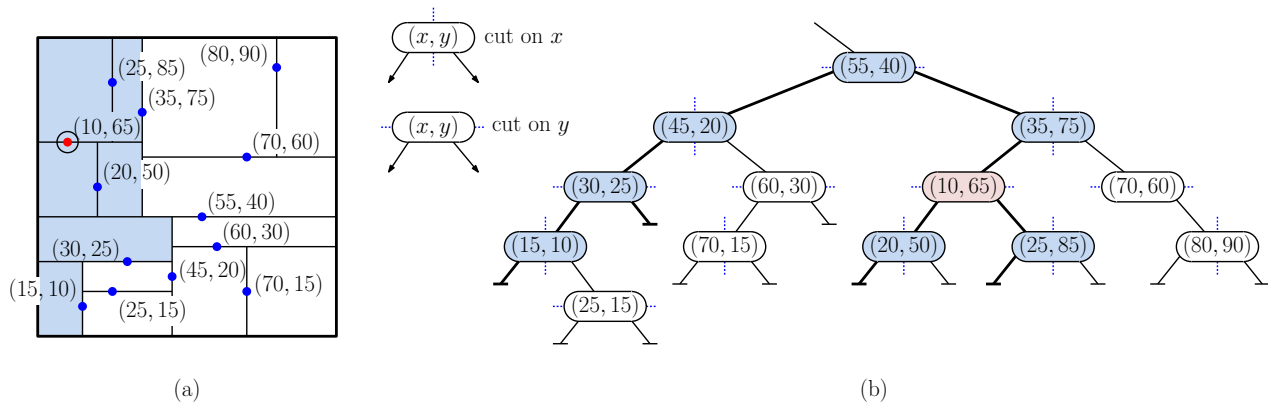 (80, 90)
(25, 85)
(35, 75)
(10, 65)
(70, 60)
(20, 50)
(55, 40)
(60, 30)
(30, 25)
(45, 20)
(70, 15)
(15, 10)
(25, 15)
(a)
(x, y) cut on x
(x, y) cut on y
(55, 40)
(45, 20) (35, 75)
(30, 25) (60, 30) (10, 65) (70, 60)
(15, 10) (70, 15) (20, 50) (25, 85) (80, 90)
(25, 15)
(b)